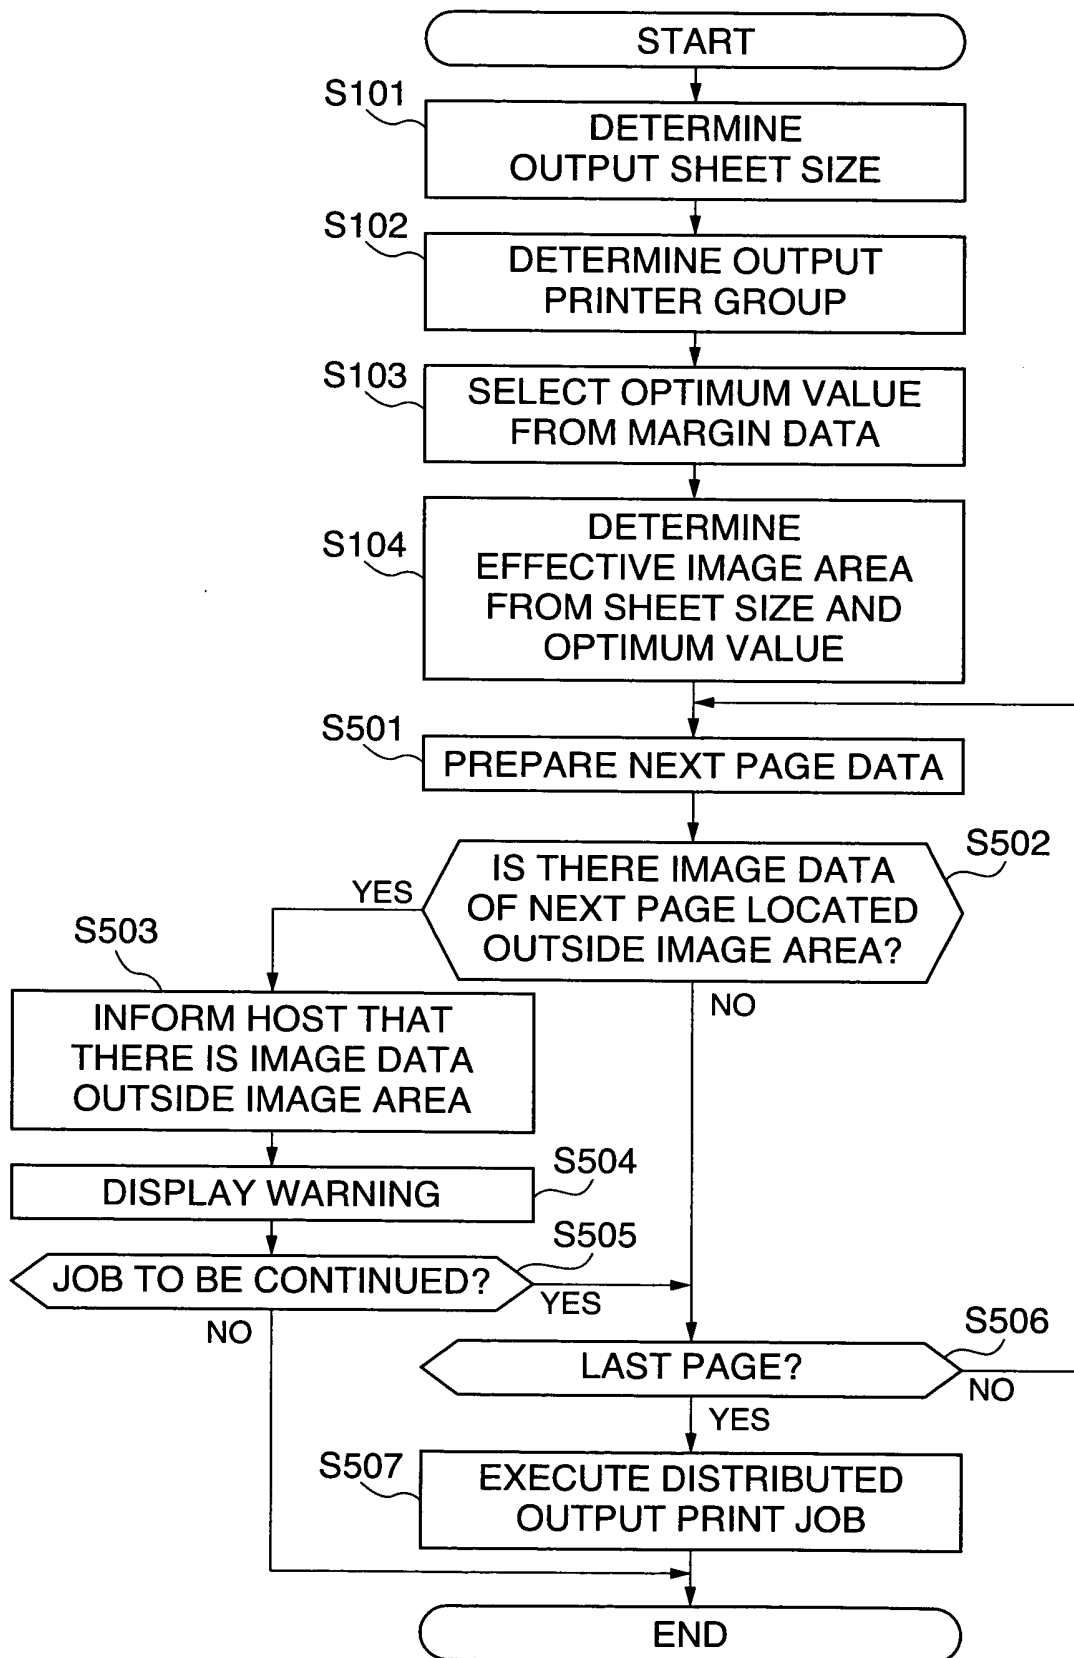 START
S101
DETERMINE
OUTPUT SHEET SIZE
S102
DETERMINE OUTPUT
PRINTER GROUP
S103
SELECT OPTIMUM VALUE
FROM MARGIN DATA
S104
DETERMINE
EFFECTIVE IMAGE AREA
FROM SHEET SIZE AND
OPTIMUM VALUE
S501
PREPARE NEXT PAGE DATA
S502
IS THERE IMAGE DATA
OF NEXT PAGE LOCATED
OUTSIDE IMAGE AREA?
YES
NO
S503
INFORM HOST THAT
THERE IS IMAGE DATA
OUTSIDE IMAGE AREA
S504
DISPLAY WARNING
S505
JOB TO BE CONTINUED?
YES
NO
S506
LAST PAGE?
NO
YES
S507
EXECUTE DISTRIBUTED
OUTPUT PRINT JOB
END